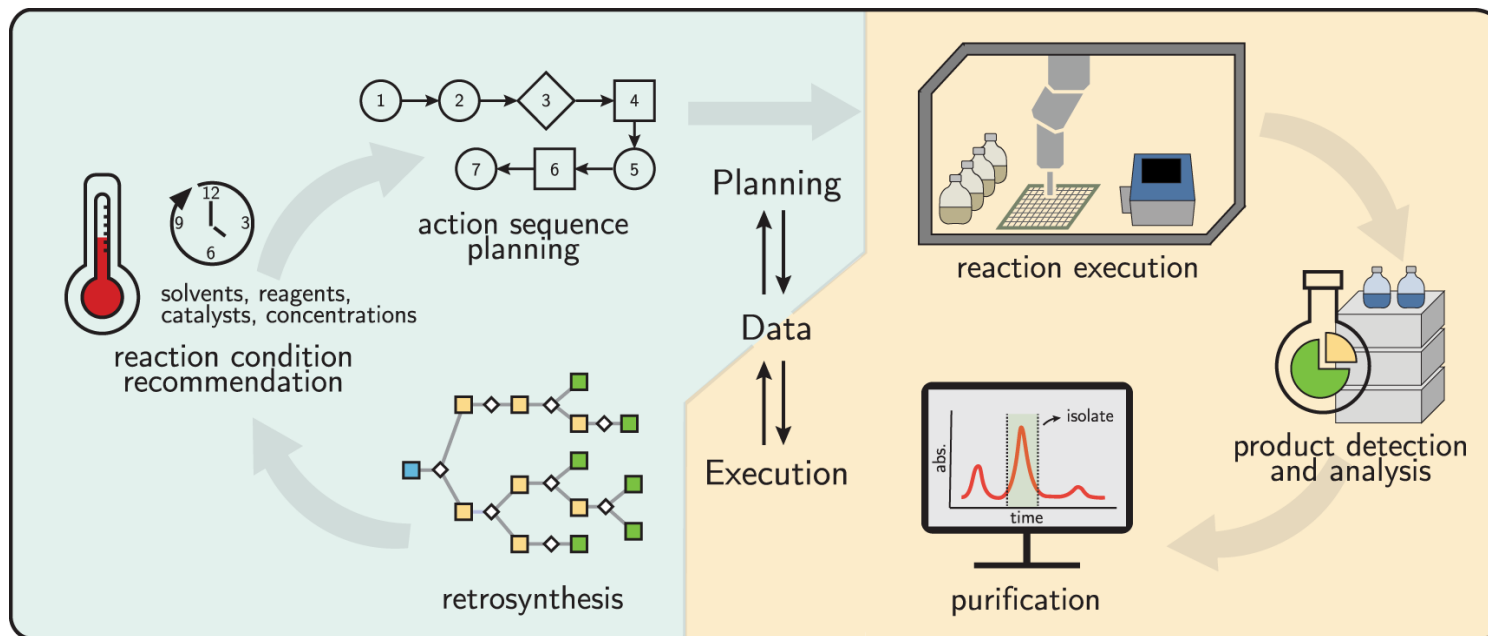 1
2
3
4
5
6
7
action sequence
planning
12
3
6
9
solvents, reagents,
catalysts, concentrations
reaction condition
recommendation
retrosynthesis
Planning
Data
Execution
reaction execution
product detection
and analysis
isolate
abs.
time
purification